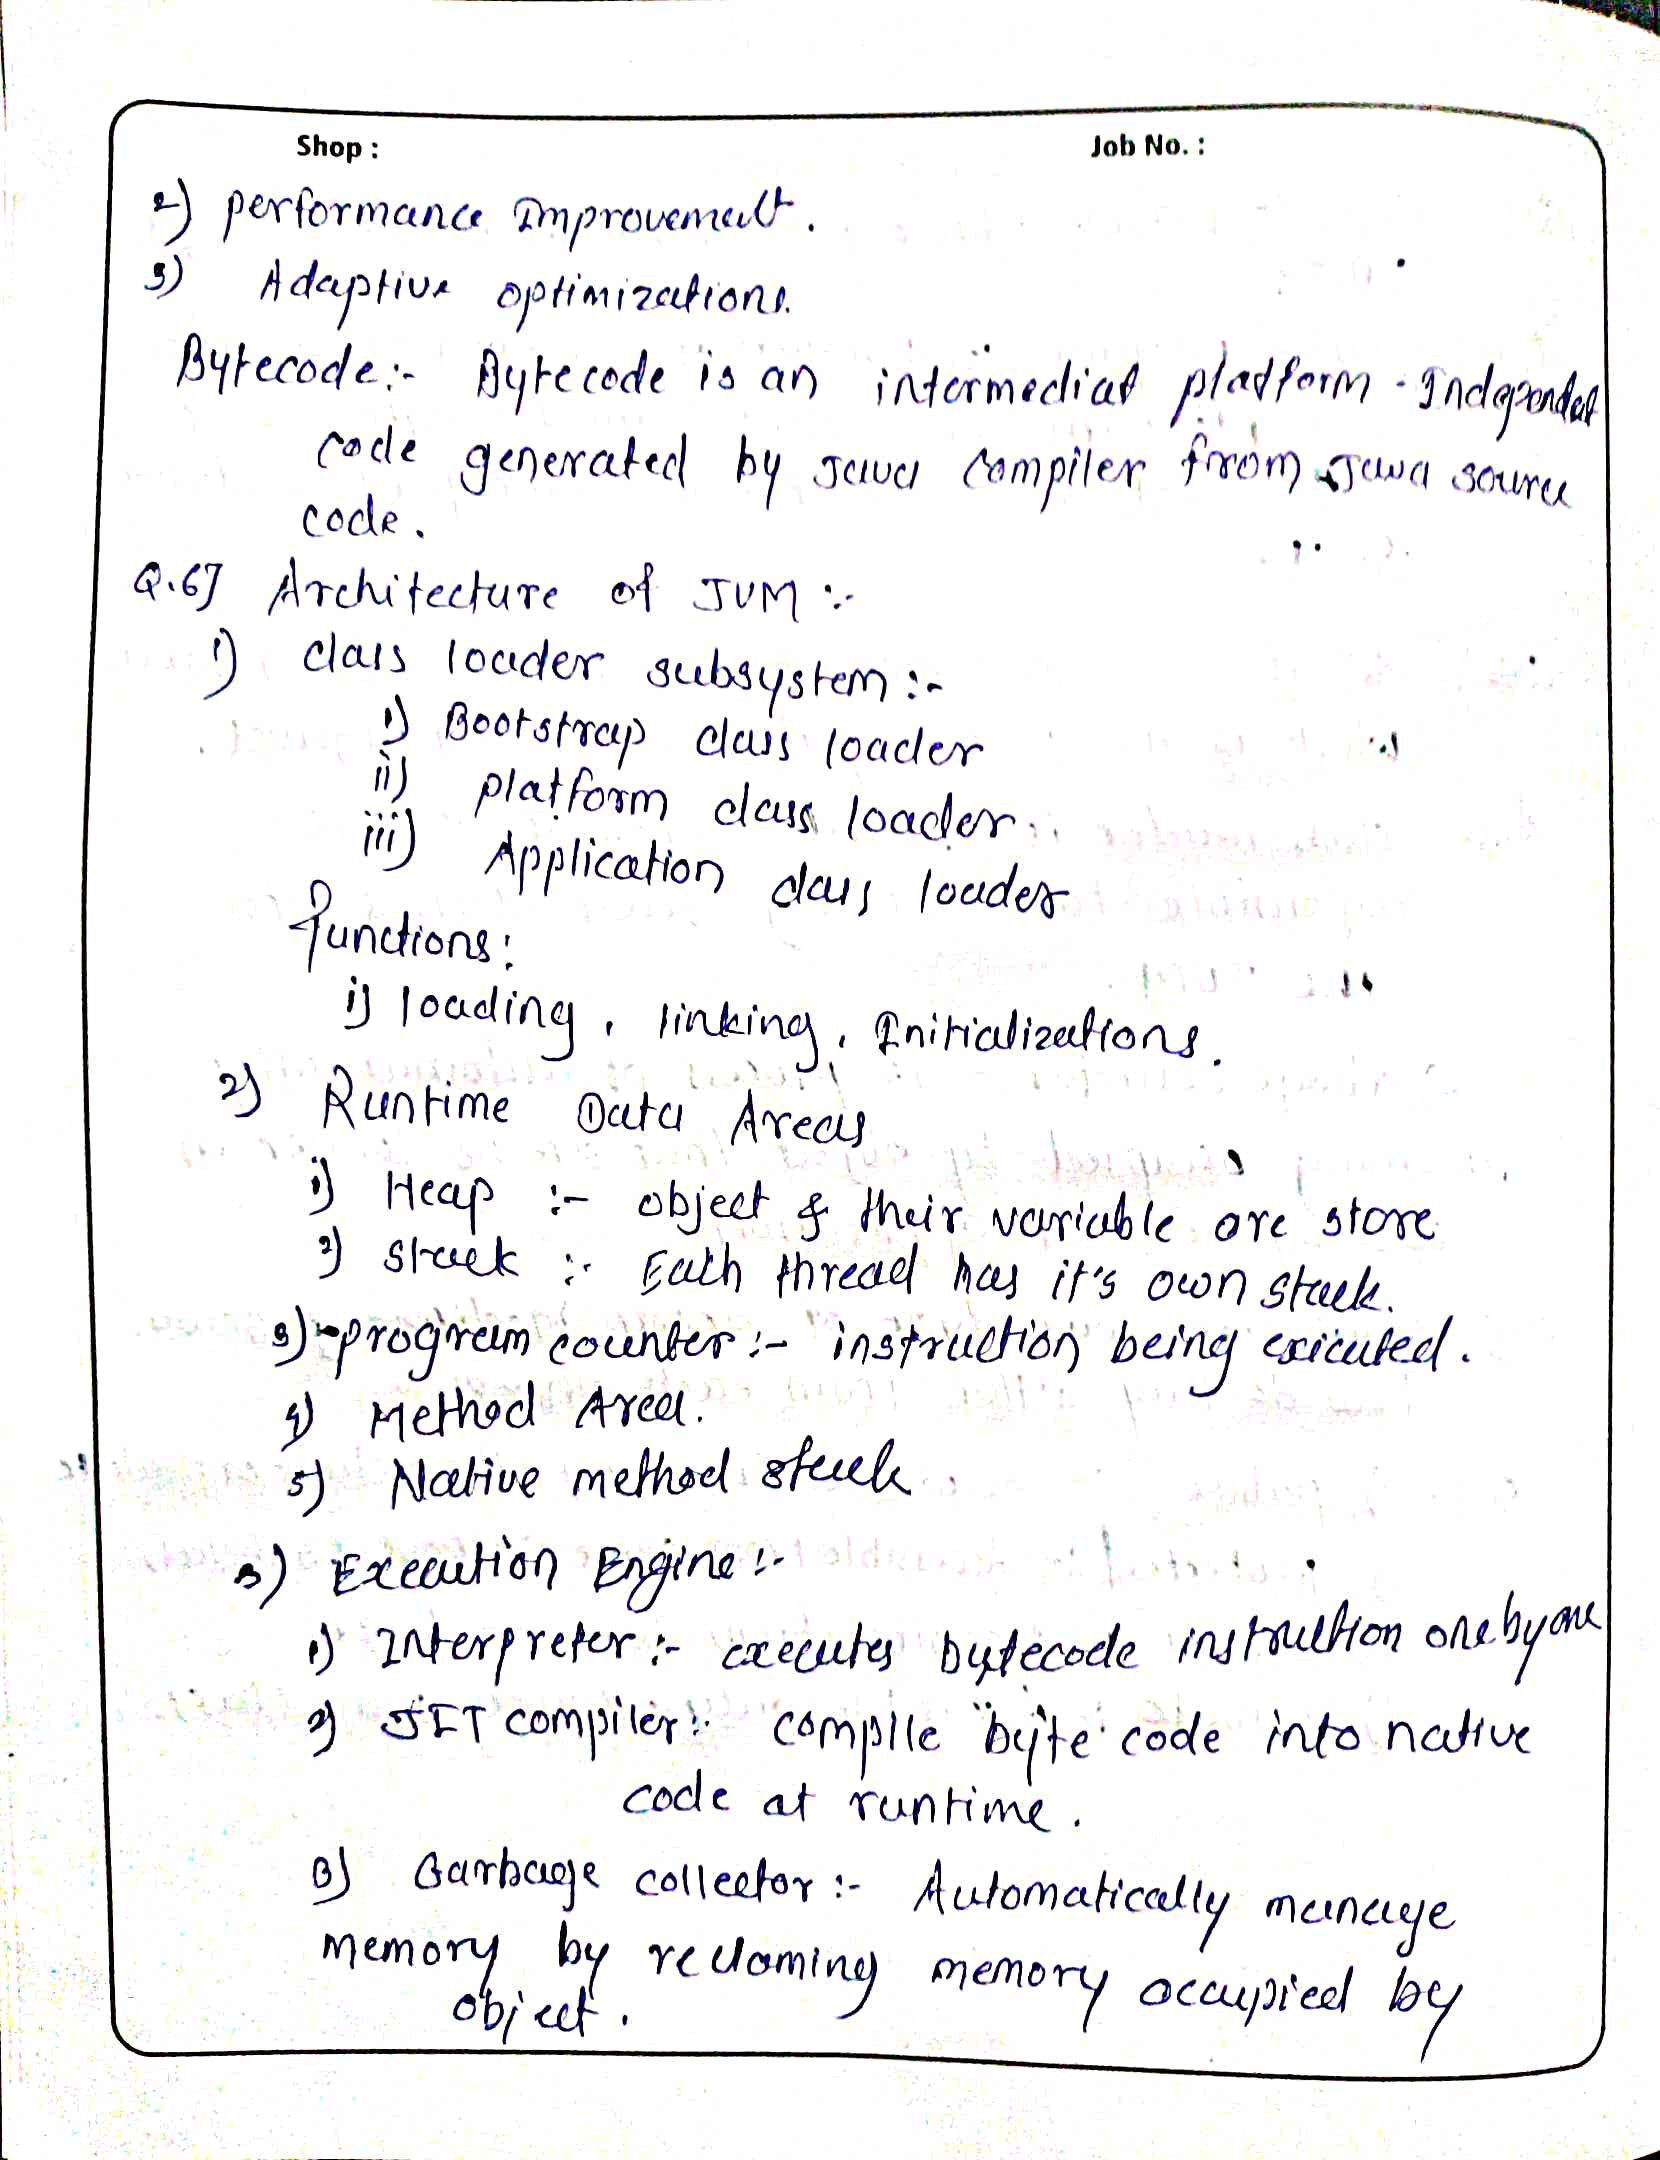 Shop :
Job No. :
2) performance Improvement.
3) Adaptive optimizations.
Bytecode:- Bytecode is an intermediat platform - Independent
code generated by Java compiler from Java source
code.
Q.6] Architecture of JVM :-
1) class loader subsystem :-
i) Bootstrap class loader
ii) platform class loader.
iii) Application class loader
functions:
i) loading, linking, Initializations.
2) Runtime Data Areas
i) Heap :- object & their variable are store
2) Stack :- Each thread has it's own stack.
3) program counter :- instruction being exicuted.
4) Method Area.
5) Native method stack
3) Execution Engine :-
1) Interpreter :- executes bytecode instruction one by one
2) JIT compiler :- compile byte code into native
code at runtime.
3) Garbage collector :- Automatically manage
memory by reclaming memory occupied by
object.